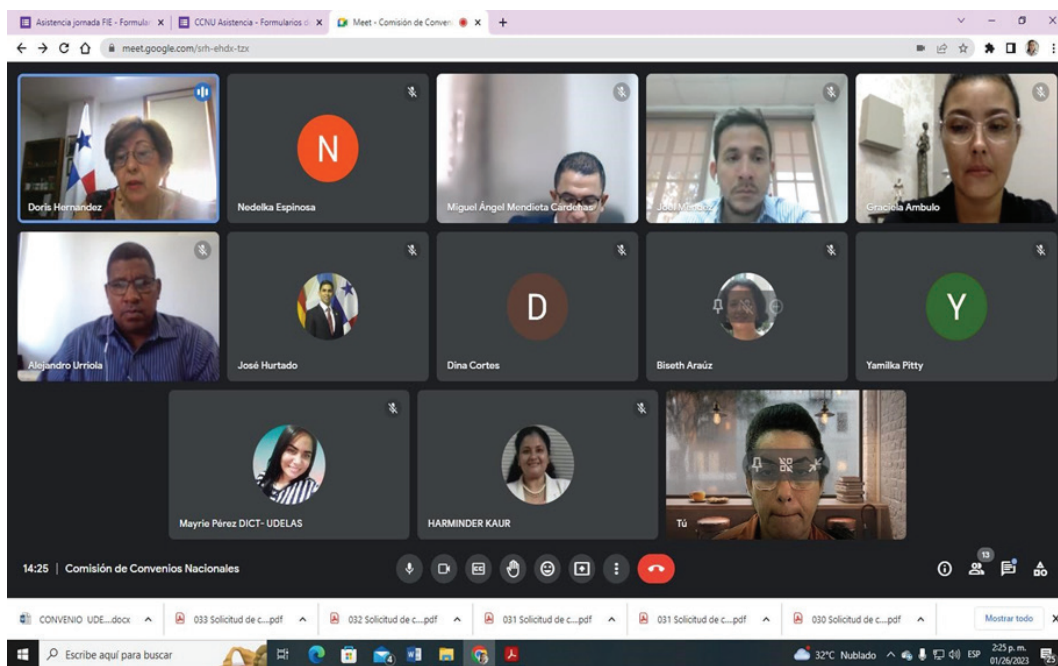 Asistencia jornada FIE - Formular
CCNU Asistencia - Formularios d
Meet - Comisión de Conven
meet.google.com/srh-ehdx-tzx
Doris Hernandez
N
Nedelka Espinosa
Miguel Ángel Mendieta Cárdenas
Joel Méndez
Graciela Ambulo
Alejandro Urriola
José Hurtado
D
Dina Cortes
Biseth Araúz
Y
Yamilka Pitty
Mayrie Pérez DICT- UDELAS
HARMINDER KAUR
Tú
14:25 | Comisión de Convenios Nacionales
13
CONVENIO UDE....docx
033 Solicitud de c....pdf
032 Solicitud de c....pdf
031 Solicitud de c....pdf
031 Solicitud de c....pdf
030 Solicitud de c....pdf
Mostrar todo
Escribe aquí para buscar
32°C Nublado
ESP
2:25 p. m.
01/26/2023